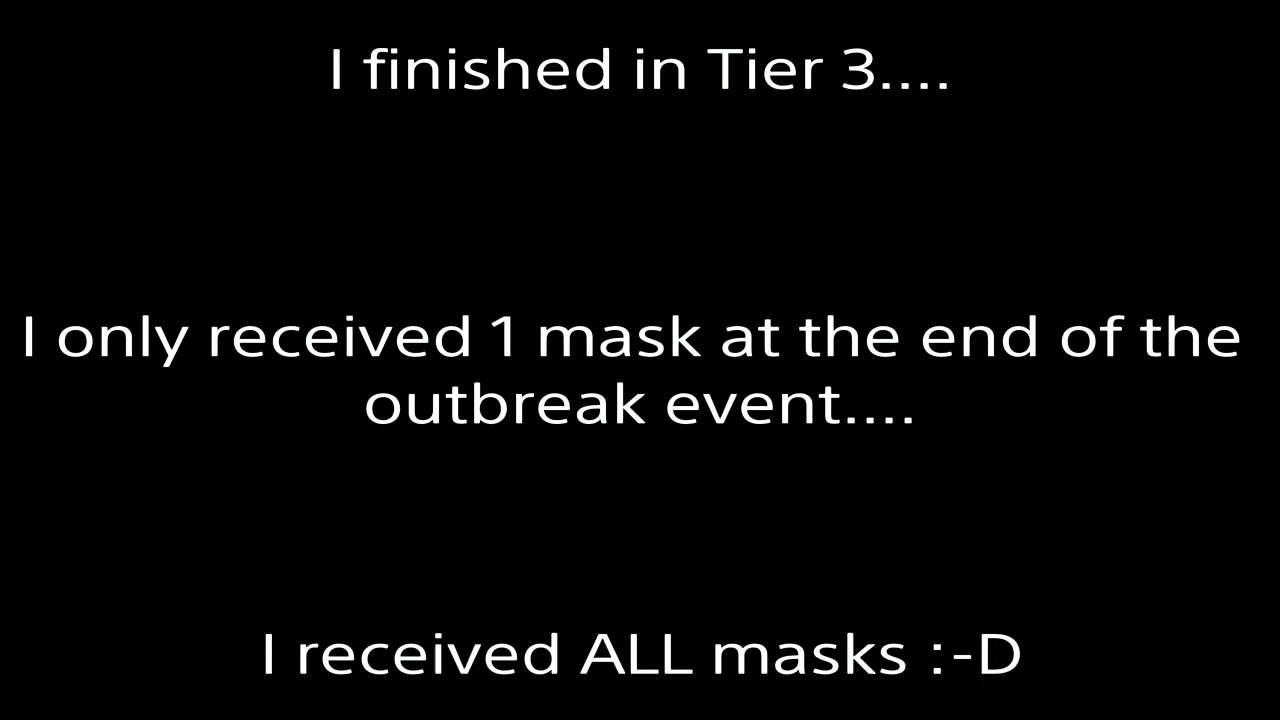 I finished in Tier 3....
I only received 1 mask at the end of the
outbreak event....
I received ALL masks :-D